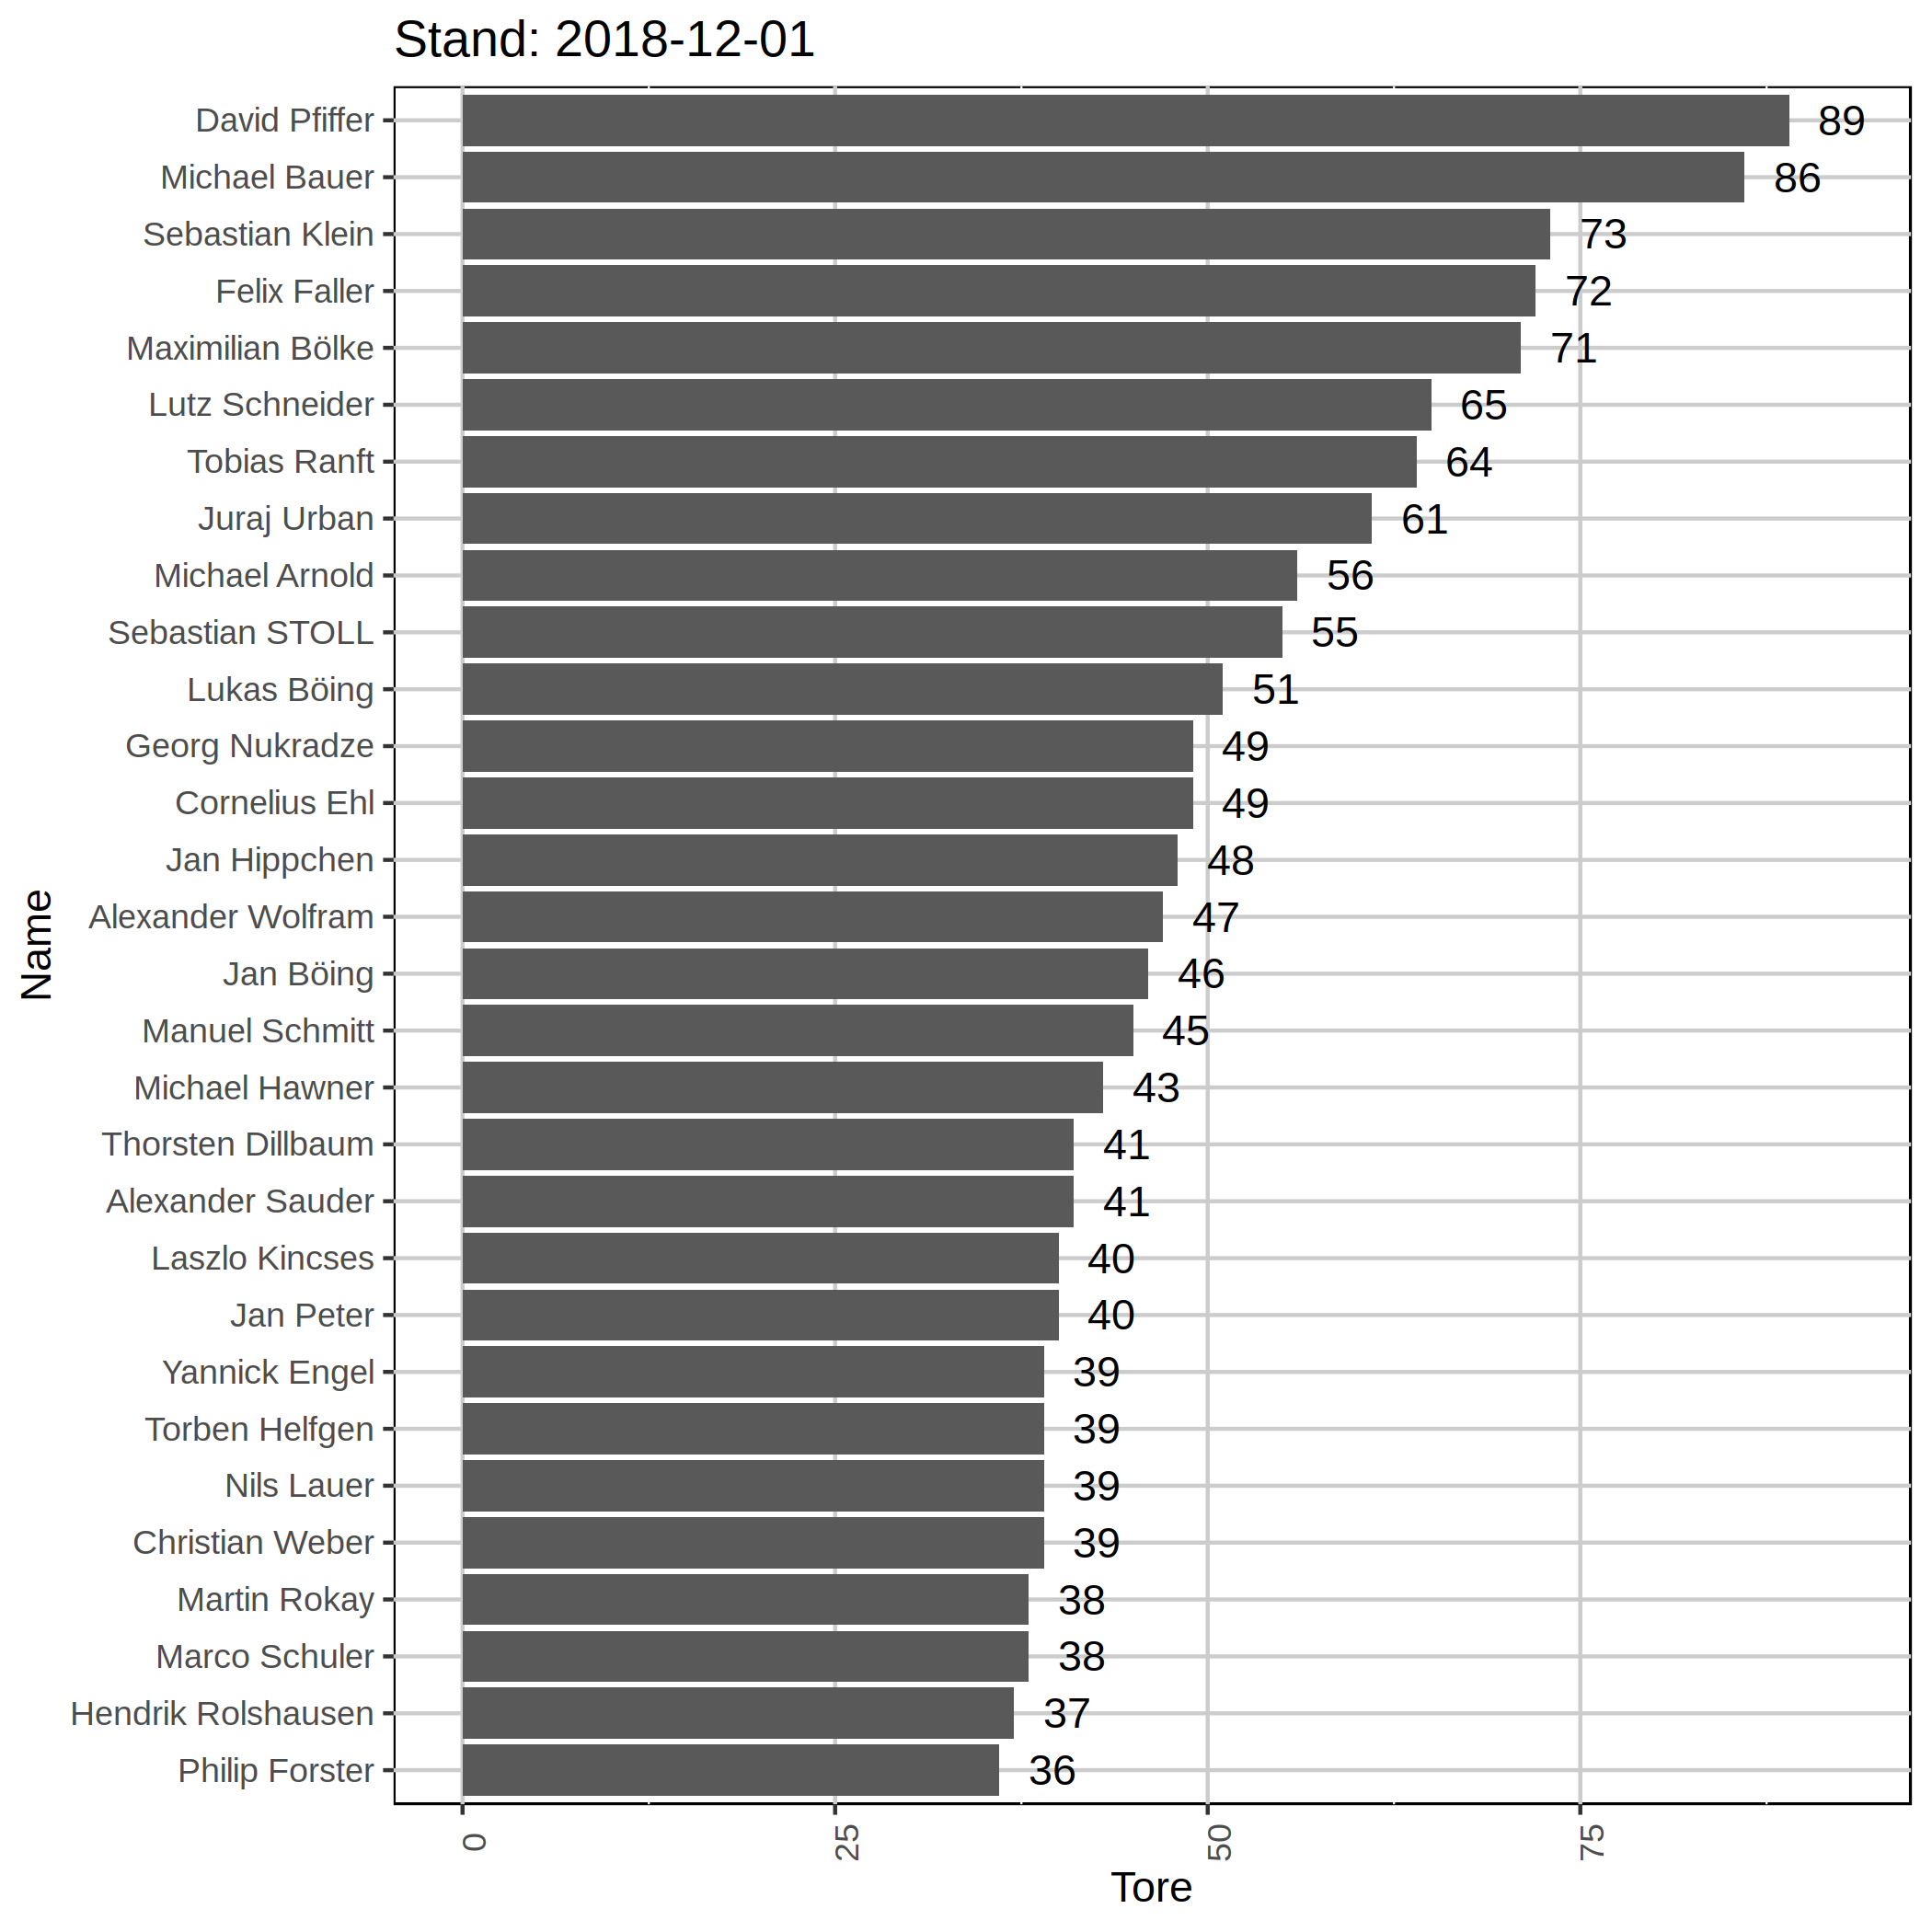 Stand: 2018-12-01
David Pfiffer 89
Michael Bauer 86
Sebastian Klein 73
Felix Faller 72
Maximilian Bölke 71
Lutz Schneider 65
Tobias Ranft 64
Juraj Urban 61
Michael Arnold 56
Sebastian STOLL 55
Lukas Böing 51
Georg Nukradze 49
Cornelius Ehl 49
Jan Hippchen 48
Alexander Wolfram 47
Jan Böing 46
Manuel Schmitt 45
Michael Hawner 43
Thorsten Dillbaum 41
Alexander Sauder 41
Laszlo Kincses 40
Jan Peter 40
Yannick Engel 39
Torben Helfgen 39
Nils Lauer 39
Christian Weber 39
Martin Rokay 38
Marco Schuler 38
Hendrik Rolshausen 37
Philip Forster 36
Name
0 25 50 75
Tore